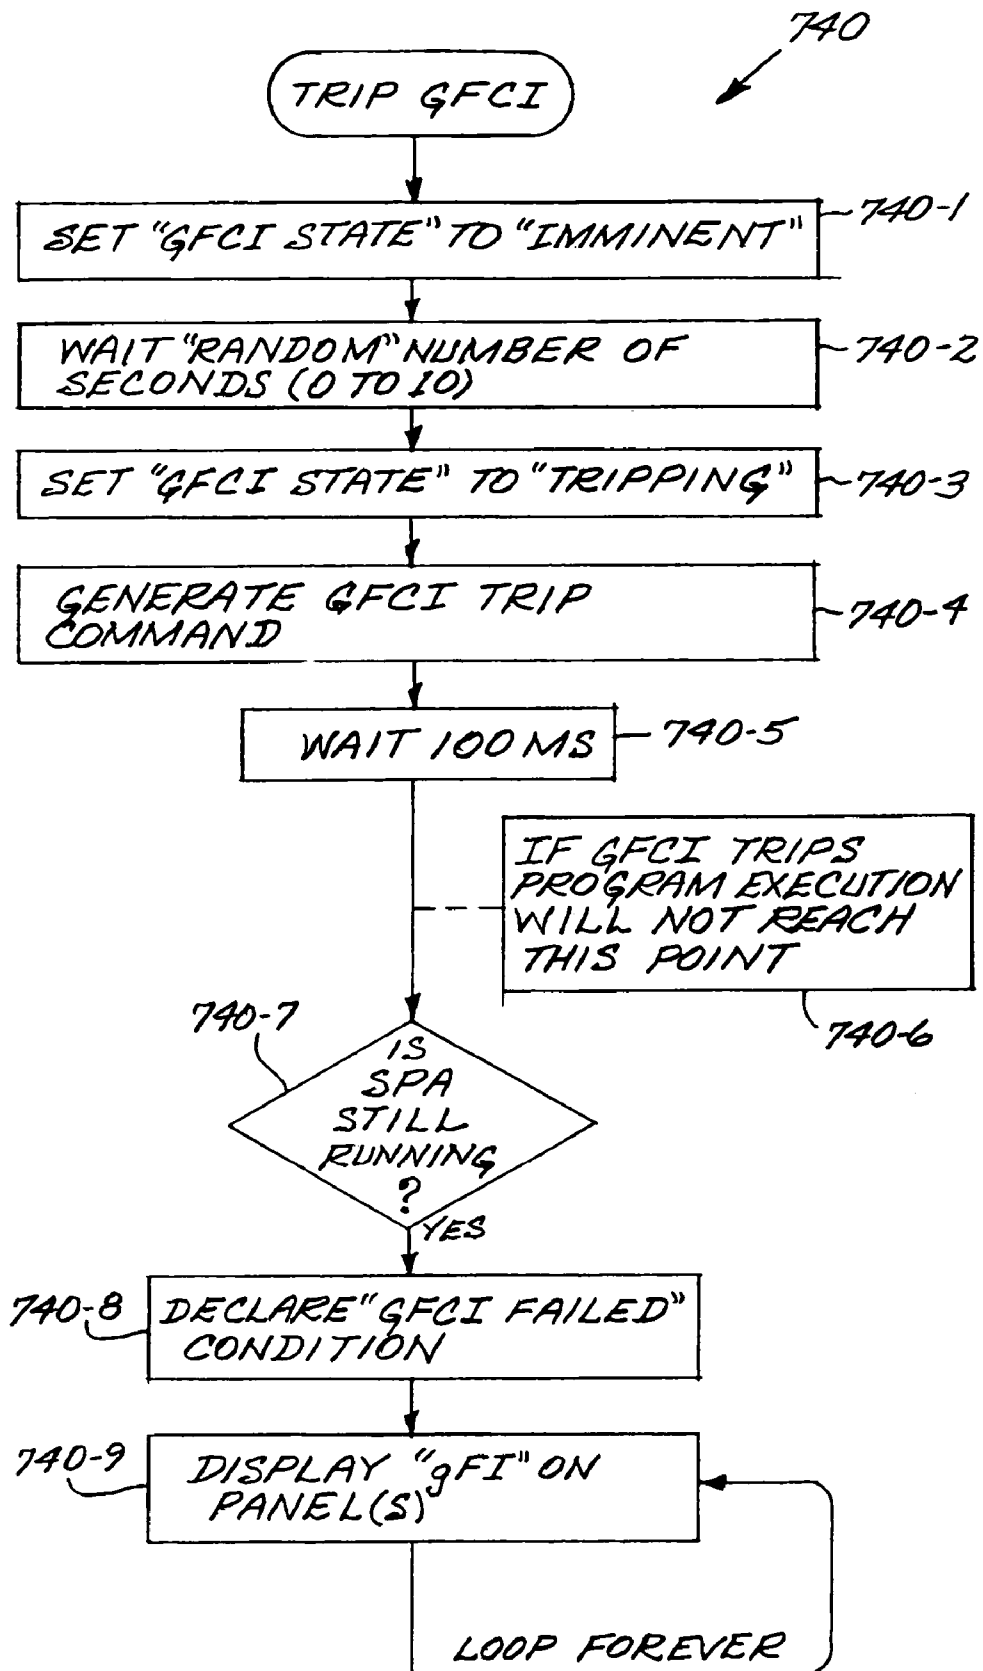 740
TRIP GFCI
SET "GFCI STATE" TO "IMMINENT"
740-1
WAIT "RANDOM" NUMBER OF
SECONDS (0 TO 10)
740-2
SET "GFCI STATE" TO "TRIPPING"
740-3
GENERATE GFCI TRIP
COMMAND
740-4
WAIT 100 MS
740-5
IF GFCI TRIPS
PROGRAM EXECUTION
WILL NOT REACH
THIS POINT
740-6
740-7
IS
SPA
STILL
RUNNING
?
YES
740-8
DECLARE "GFCI FAILED"
CONDITION
740-9
DISPLAY "gFI" ON
PANEL(S)
LOOP FOREVER